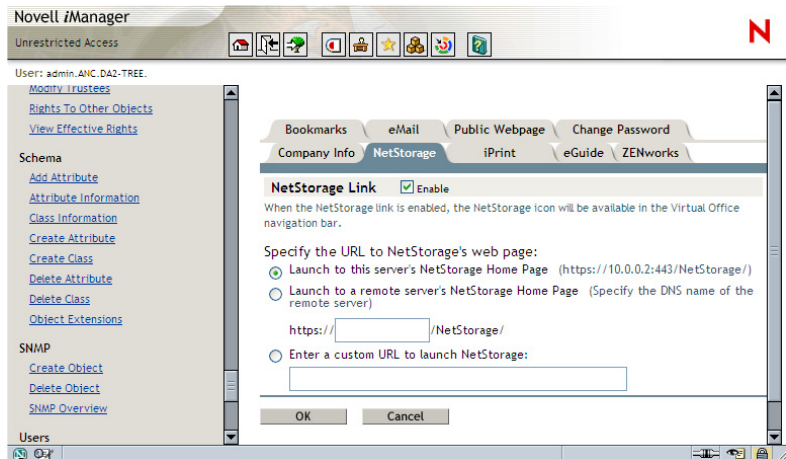 Novell iManager
Unrestricted Access
N
User: admin.ANC.DA2-TREE.
Modify Trustees
Rights To Other Objects
View Effective Rights
Schema
Add Attribute
Attribute Information
Class Information
Create Attribute
Create Class
Delete Attribute
Delete Class
Object Extensions
SNMP
Create Object
Delete Object
SNMP Overview
Users
Bookmarks eMail Public Webpage Change Password
Company Info NetStorage iPrint eGuide ZENworks
NetStorage Link Enable
When the NetStorage link is enabled, the NetStorage icon will be available in the Virtual Office
navigation bar.
Specify the URL to NetStorage's web page:
Launch to this server's NetStorage Home Page (https://10.0.0.2:443/NetStorage/)
Launch to a remote server's NetStorage Home Page (Specify the DNS name of the
remote server)
https:// /NetStorage/
Enter a custom URL to launch NetStorage:
OK Cancel